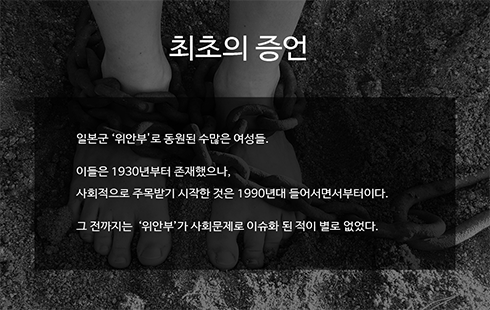 최초의 증언
일본군 ‘위안부’로 동원된 수많은 여성들.
이들은 1930년부터 존재했으나,
사회적으로 주목받기 시작한 것은 1990년대 들어서면서부터이다.
그 전까지는 ‘위안부’가 사회문제로 이슈화 된 적이 별로 없었다.